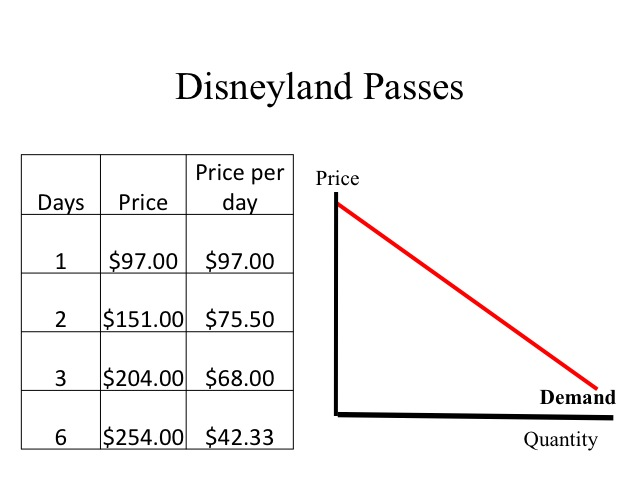 Disneyland Passes
Days Price Price per day
1 $97.00 $97.00
2 $151.00 $75.50
3 $204.00 $68.00
6 $254.00 $42.33
Price
Demand
Quantity